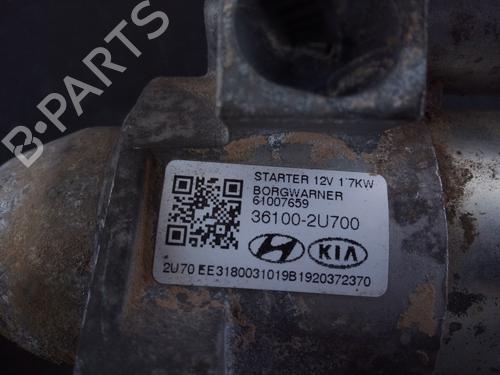 B-PARTS
STARTER 12V 1.7KW
BORGWARNER
61007659
36100-2U700
HYUNDAI KIA
2U70 EE3180031019B1920372370